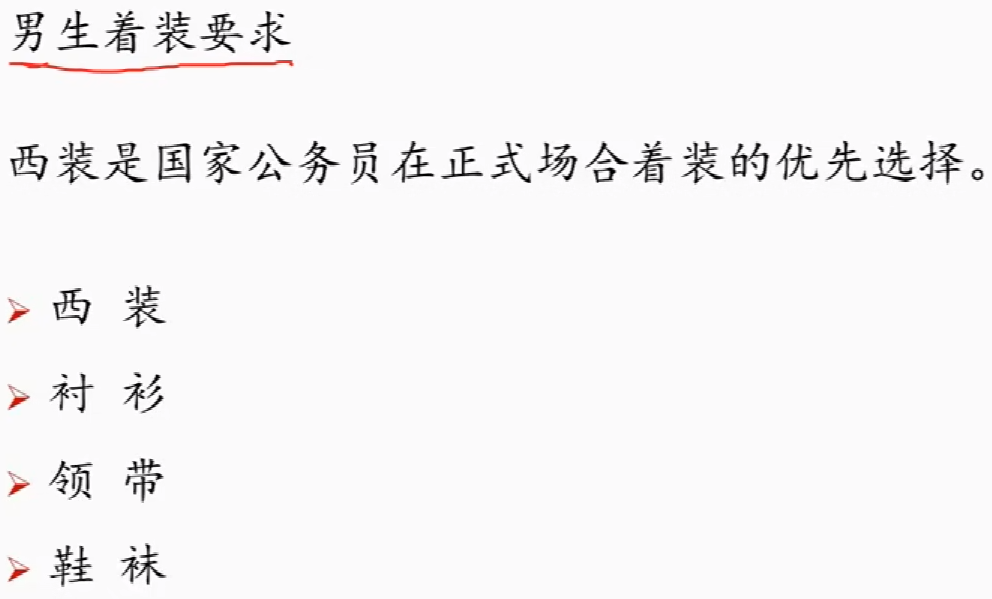 男生着装要求
西装是国家公务员在正式场合着装的优先选择。
西 装
衬 衫
领 带
鞋 袜